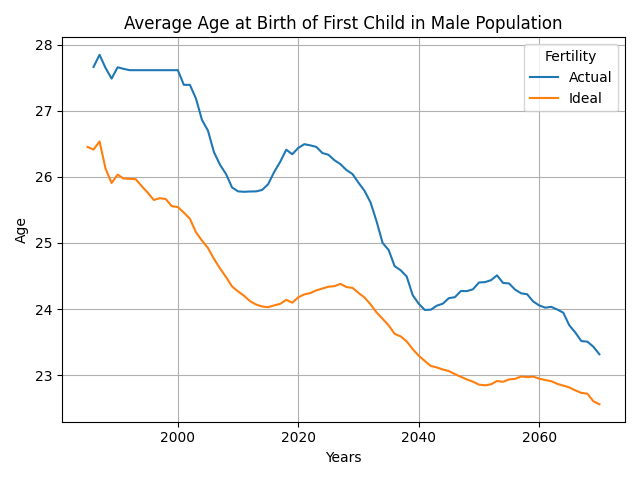 Average Age at Birth of First Child in Male Population
Fertility
Actual
Ideal
28
27
26
25
24
23
Age
2000
2020
2040
2060
Years